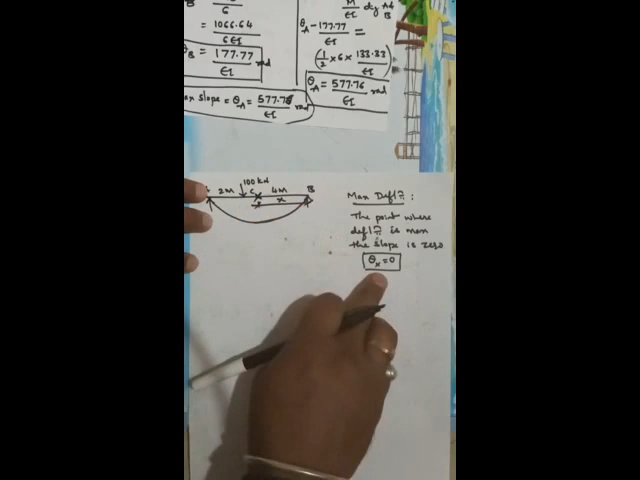 6
= 1066.64
6EI
θB = 177.77 rad
EI
Max slope = θA = 577.76 rad
EI
M
EI
θA - 177.77 =
EI
(1/2 x 6 x 133.33
EI
θA = 577.76 rad
EI
2m 100 kN C 4m B
x
Max Defl?:
The point where
defl? is max
the slope is zero
θx = 0